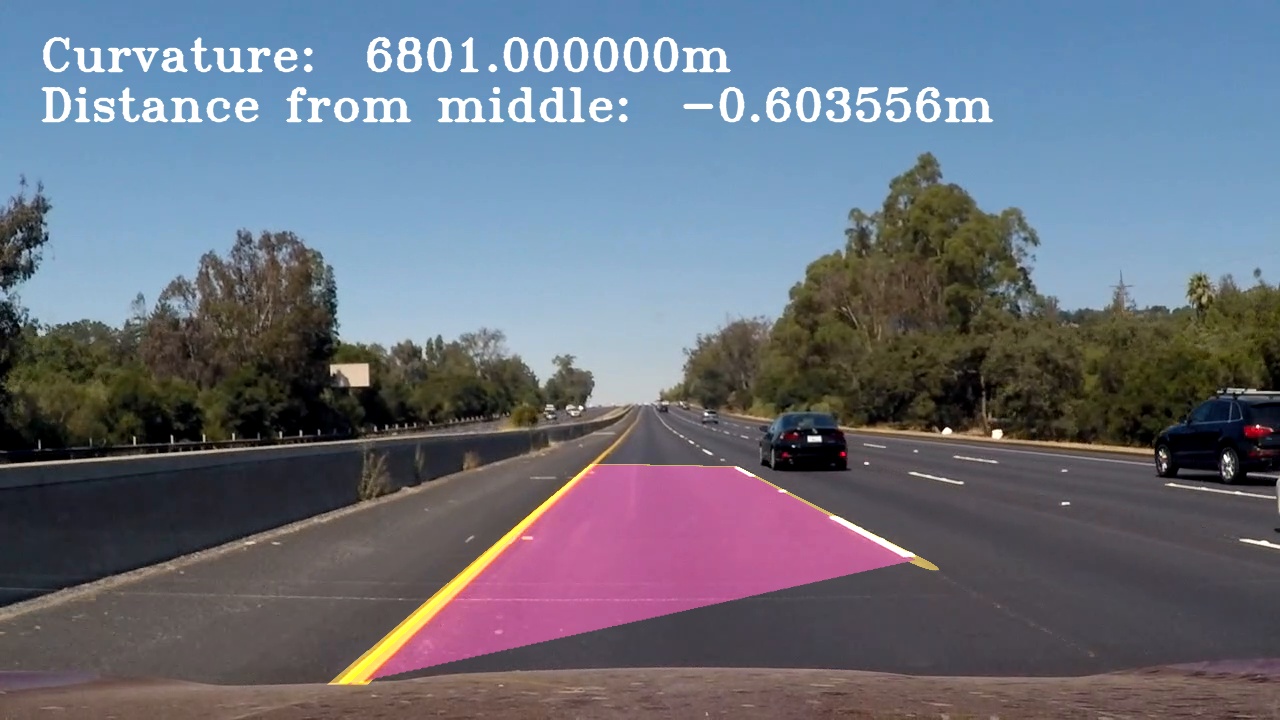 Curvature: 6801.000000m
Distance from middle: −0.603556m